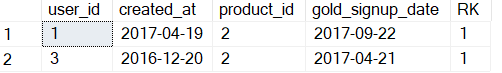 user_id created_at product_id gold_signup_date RK
1 1 2017-04-19 2 2017-09-22 1
2 3 2016-12-20 2 2017-04-21 1